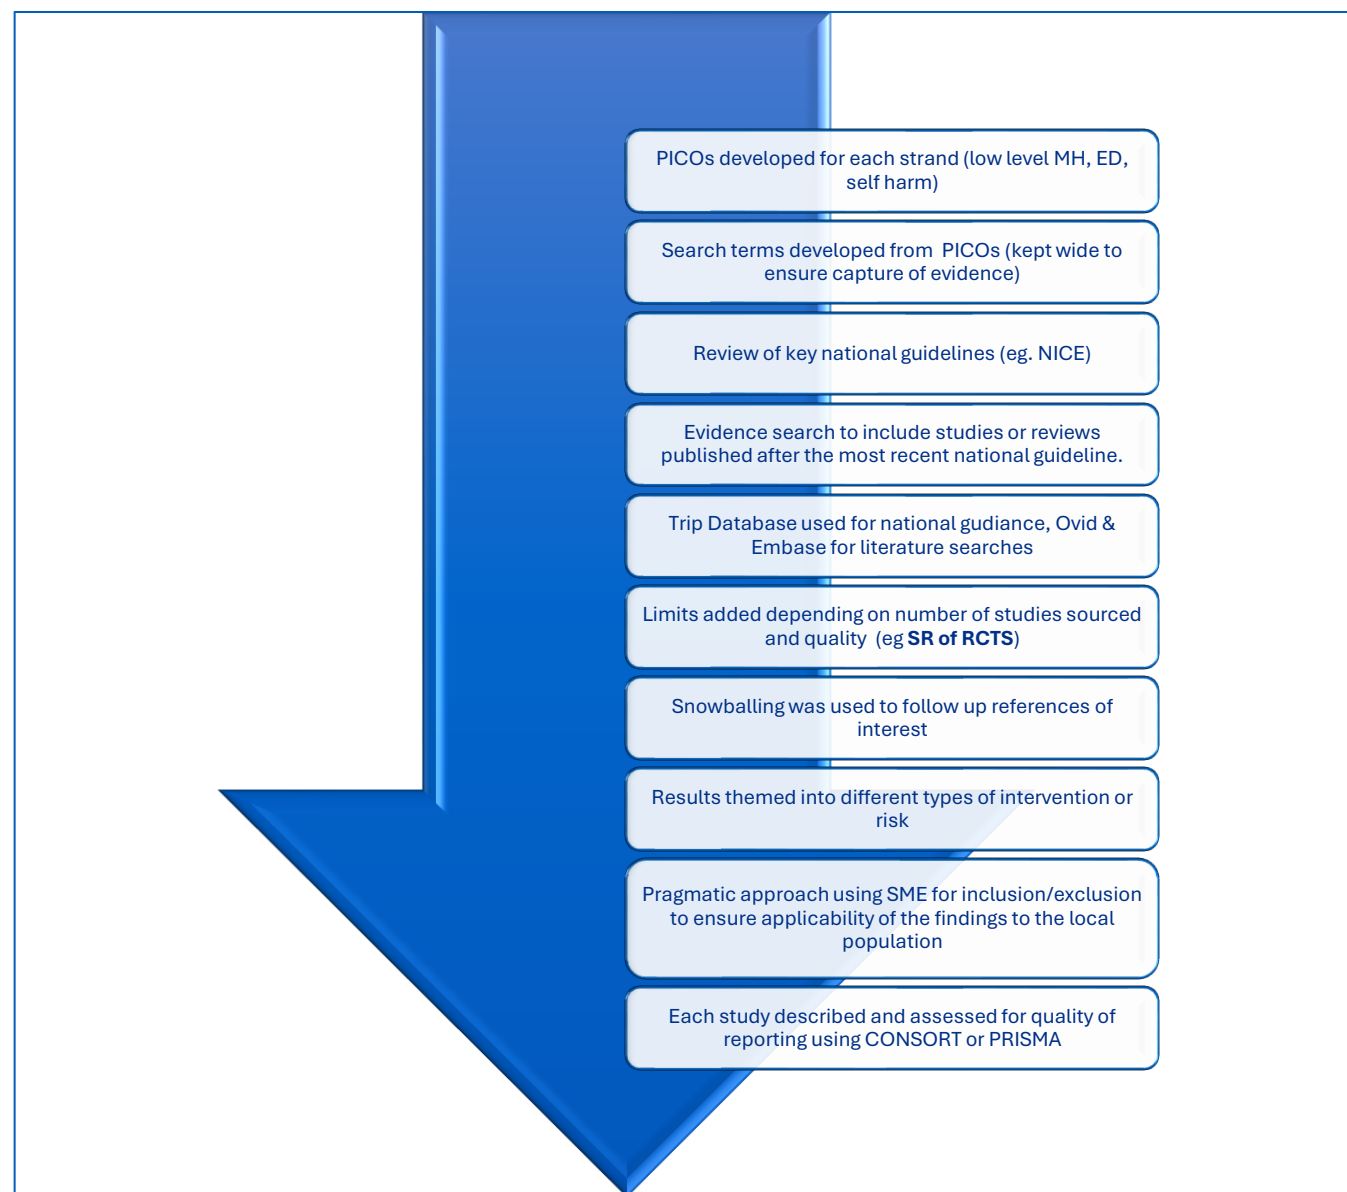 PICOs developed for each strand (low level MH, ED,
self harm)
Search terms developed from PICOs (kept wide to
ensure capture of evidence)
Review of key national guidelines (eg. NICE)
Evidence search to include studies or reviews
published after the most recent national guideline.
Trip Database used for national gudiance, Ovid &
Embase for literature searches
Limits added depending on number of studies sourced
and quality (eg SR of RCTS)
Snowballing was used to follow up references of
interest
Results themed into different types of intervention or
risk
Pragmatic approach using SME for inclusion/exclusion
to ensure applicability of the findings to the local
population
Each study described and assessed for quality of
reporting using CONSORT or PRISMA